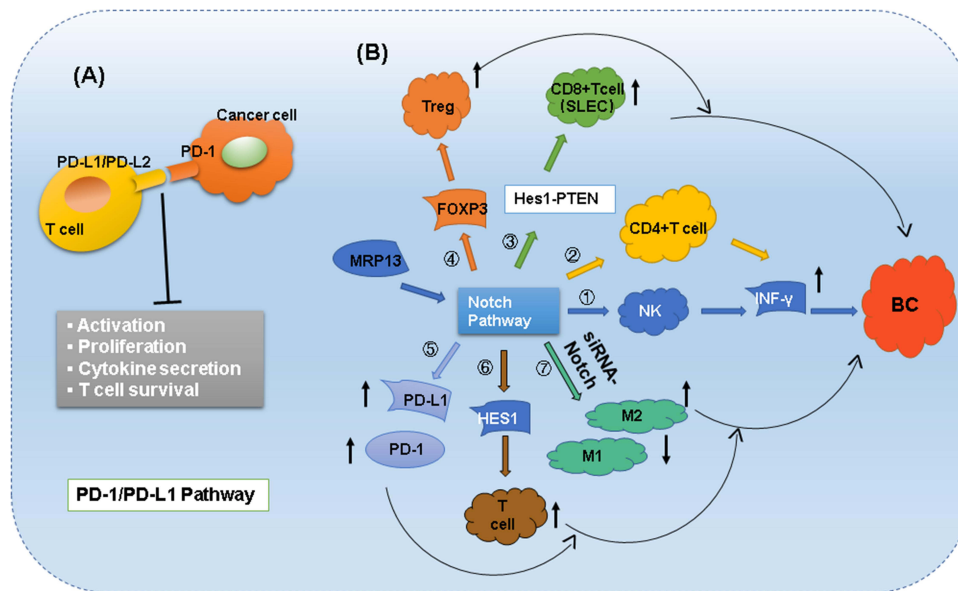 (A)
Cancer cell
PD-1
PD-L1/PD-L2
T cell
▪ Activation
▪ Proliferation
▪ Cytokine secretion
▪ T cell survival
PD-1/PD-L1 Pathway
(B)
Treg
CD8+Tcell
(SLEC)
FOXP3
Hes1-PTEN
CD4+T cell
MRP13
④
③
②
Notch
Pathway
①
NK
INF-γ
BC
⑤
⑥
⑦
siRNA-
Notch
PD-L1
HES1
M2
PD-1
M1
T
cell